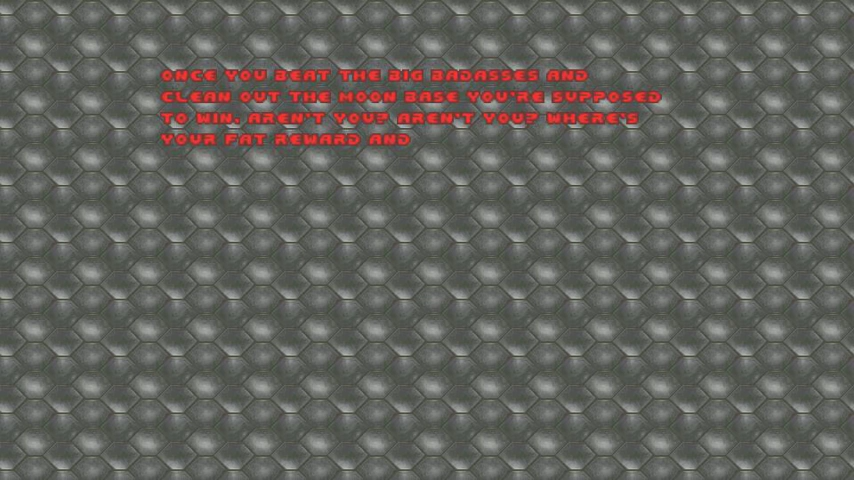 ONCE YOU BEAT THE BIG BADASSES AND
CLEAN OUT THE MOON BASE YOU'RE SUPPOSED
TO WIN, AREN'T YOU? AREN'T YOU? WHERE'S
YOUR FAT REWARD AND